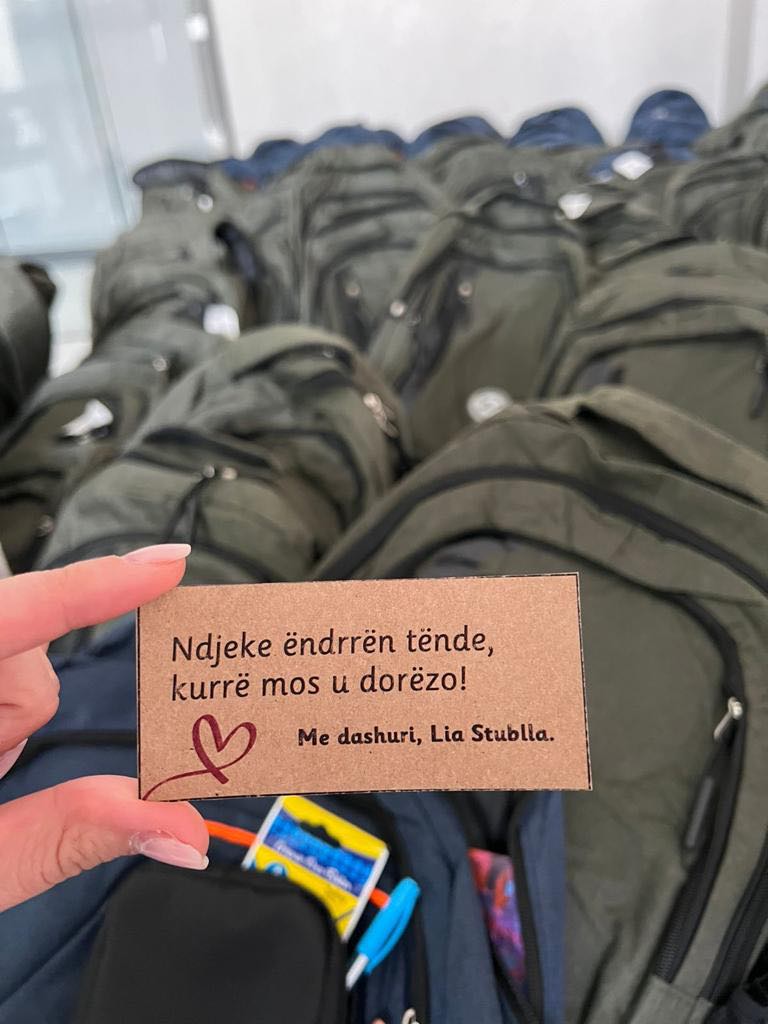 Ndjeke ëndrrën tënde,
kurrë mos u dorëzo!
Me dashuri, Lia Stublla.